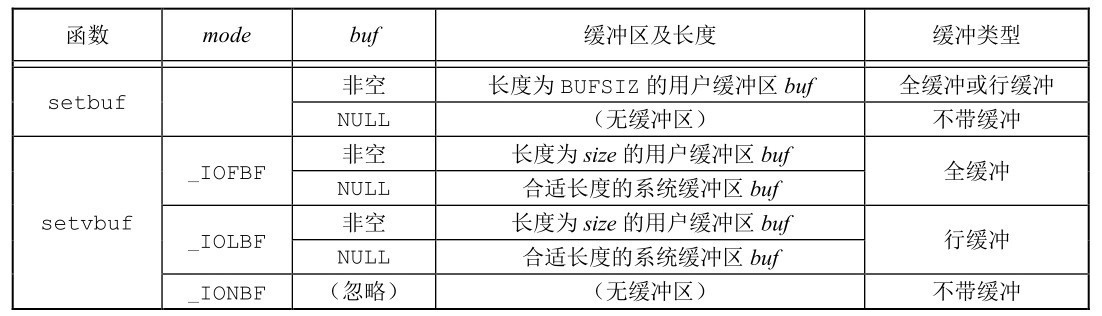 函数 mode buf 缓冲区及长度 缓冲类型
setbuf 非空 长度为 BUFSIZ 的用户缓冲区 buf 全缓冲或行缓冲
NULL （无缓冲区） 不带缓冲
setvbuf _IOFBF 非空 长度为 size 的用户缓冲区 buf 全缓冲
NULL 合适长度的系统缓冲区 buf
_IOLBF 非空 长度为 size 的用户缓冲区 buf 行缓冲
NULL 合适长度的系统缓冲区 buf
_IONBF （忽略） （无缓冲区） 不带缓冲